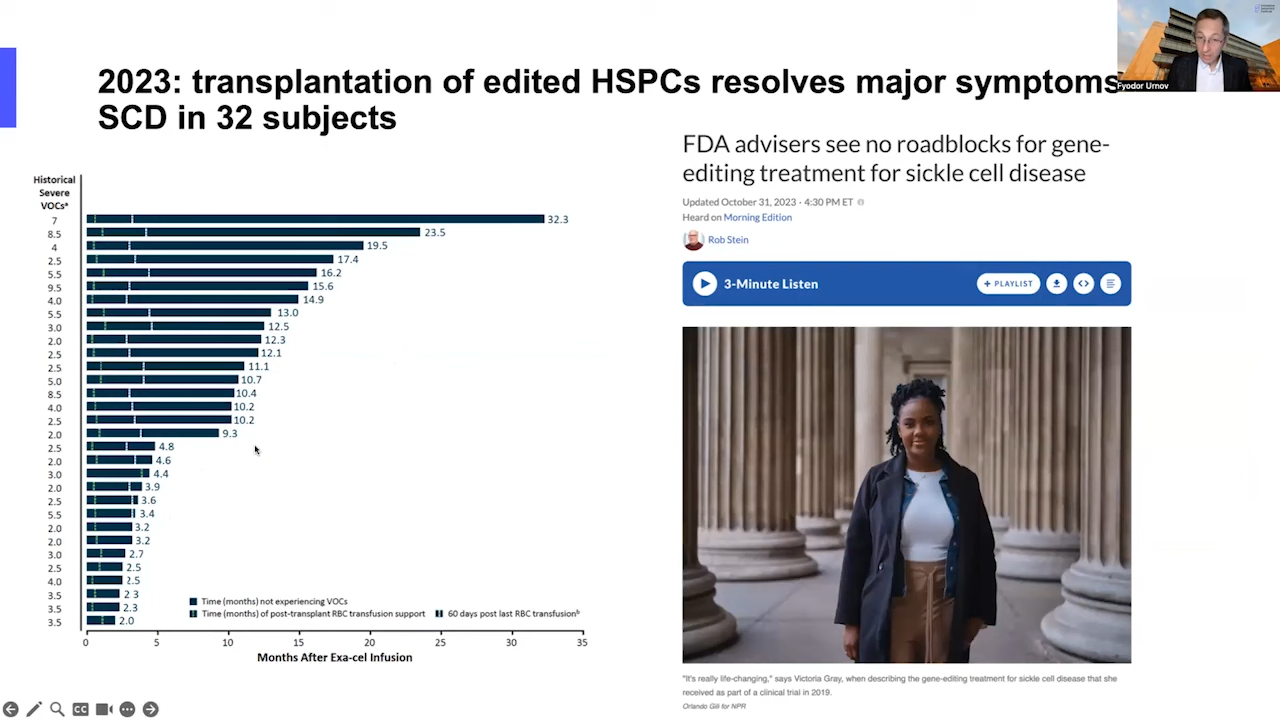 2023: transplantation of edited HSPCs resolves major symptoms
SCD in 32 subjects
Fyodor Urnov
Historical
Severe
VOCsᵃ
7 32.3
8.5 23.5
4 19.5
2.5 17.4
5.5 16.2
9.5 15.6
4.0 14.9
5.5 13.0
3.0 12.5
2.0 12.3
2.5 12.1
2.5 11.1
5.0 10.7
8.5 10.4
4.0 10.2
2.5 10.2
2.0 9.3
2.5 4.8
2.0 4.6
3.0 4.4
2.0 3.9
2.5 3.6
5.5 3.4
2.0 3.2
2.0 3.2
3.0 2.7
2.5 2.5
4.0 2.5
3.5 2 3
3.5 2.3
3.5 2.0
Time (months) not experiencing VOCs
Time (months) of post-transplant RBC transfusion support 60 days post last RBC transfusionᵇ
0 5 10 15 20 25 30 35
Months After Exa-cel Infusion
FDA advisers see no roadblocks for gene-
editing treatment for sickle cell disease
Updated October 31, 2023 · 4:30 PM ET
Heard on Morning Edition
Rob Stein
3-Minute Listen
+ PLAYLIST
"It's really life-changing," says Victoria Gray, when describing the gene-editing treatment for sickle cell disease that she
received as part of a clinical trial in 2019.
Orlando Gili for NPR
CC